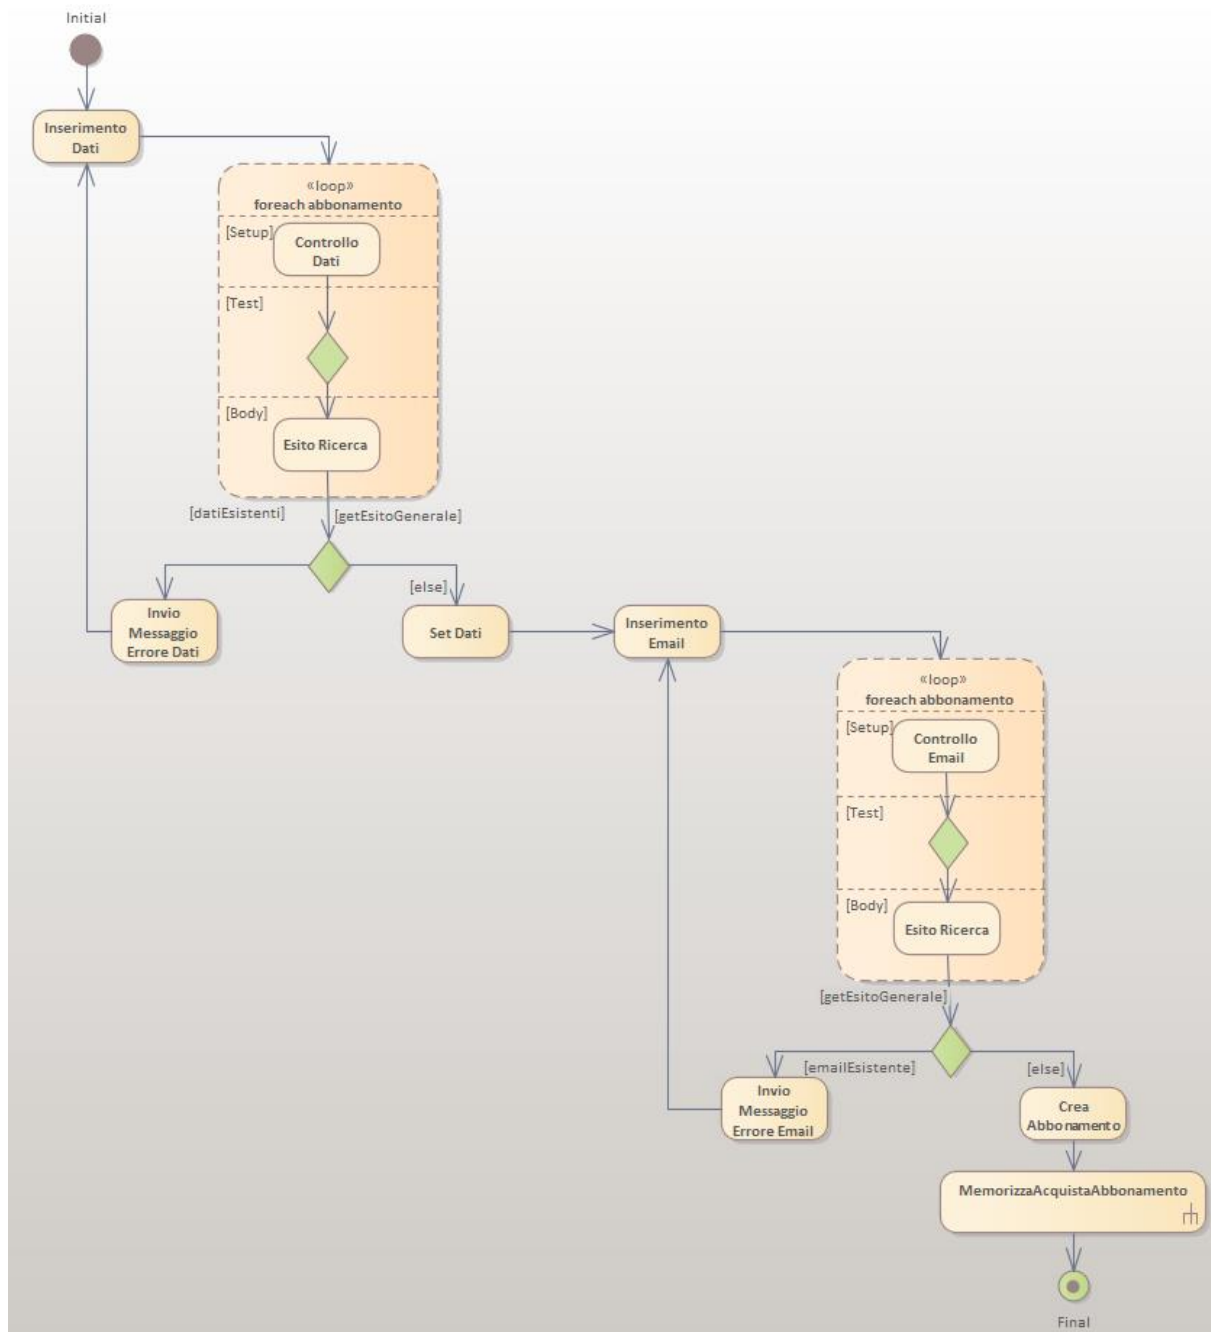 Initial
Inserimento
Dati
«loop»
foreach abbonamento
[Setup]
Controllo
Dati
[Test]
[Body]
Esito Ricerca
[datiEsistenti]
[getEsitoGenerale]
[else]
Invio
Messaggio
Errore Dati
Set Dati
Inserimento
Email
«loop»
foreach abbonamento
[Setup]
Controllo
Email
[Test]
[Body]
Esito Ricerca
[getEsitoGenerale]
[emailEsistente]
[else]
Invio
Messaggio
Errore Email
Crea
Abbonamento
MemorizzaAcquistaAbbonamento
Final